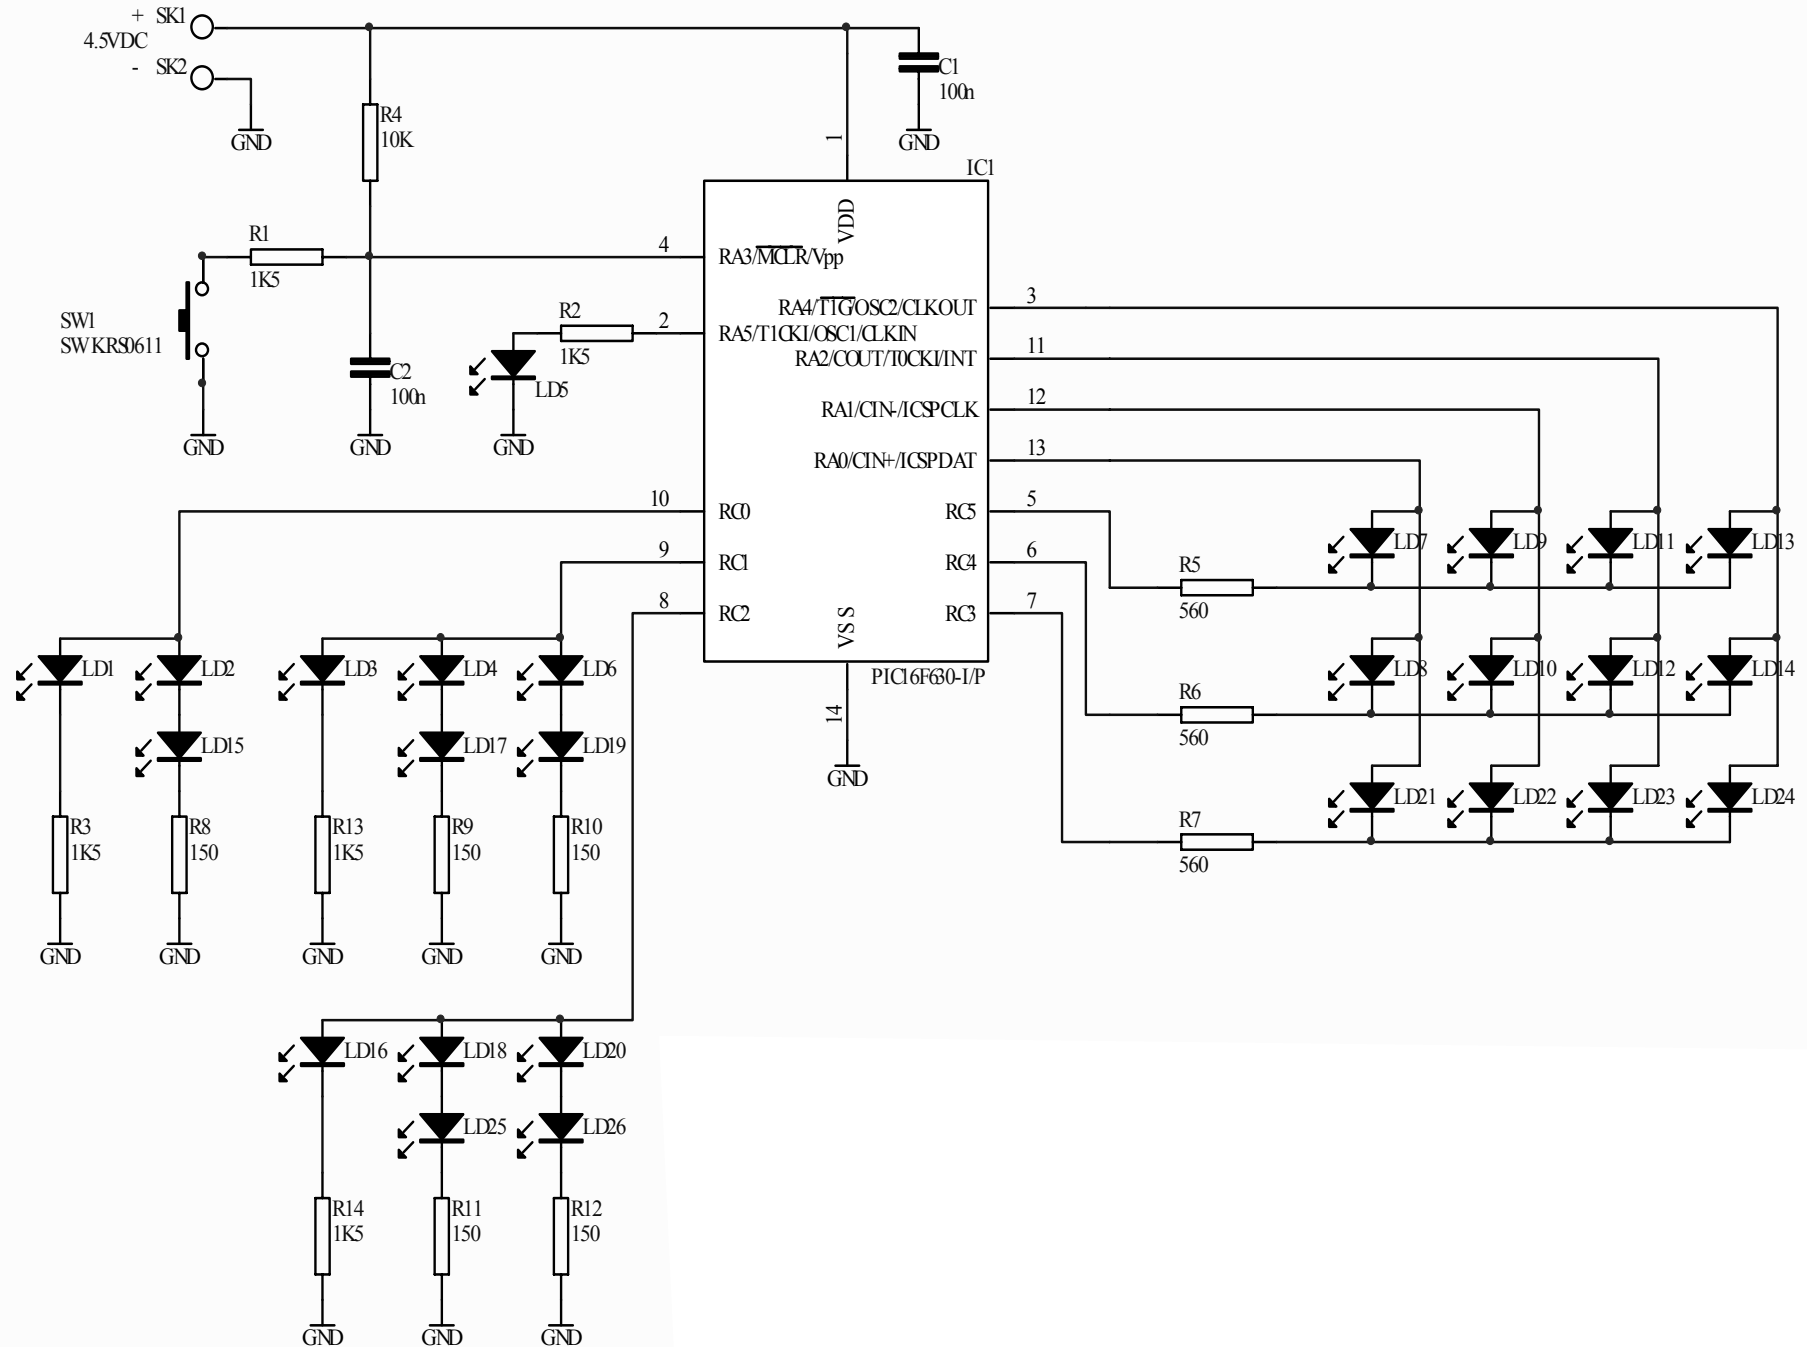 + SK1
4.5VDC
- SK2
GND
R4
10K
C1
100n
GND
1
IC1
VDD
R1
1K5
4
RA3/MCLR/Vpp
SW1
SWKRS0611
GND
C2
100n
GND
R2
1K5
2
RA5/T1CKI/OSC1/CLKIN
LD5
GND
RA4/T1G/OSC2/CLKOUT
3
RA2/COUT/T0CKI/INT
11
RA1/CIN-/ICSPCLK
12
RA0/CIN+/ICSPDAT
13
10
RC0
RC5
5
9
RC1
RC4
6
8
RC2
RC3
7
VSS
PIC16F630-I/P
14
GND
LD7
LD9
LD11
LD13
R5
560
LD8
LD10
LD12
LD14
R6
560
LD21
LD22
LD23
LD24
R7
560
LD1
LD2
LD3
LD4
LD6
LD15
LD17
LD19
R3
1K5
R8
150
R13
1K5
R9
150
R10
150
GND
GND
GND
GND
GND
LD16
LD18
LD20
LD25
LD26
R14
1K5
R11
150
R12
150
GND
GND
GND